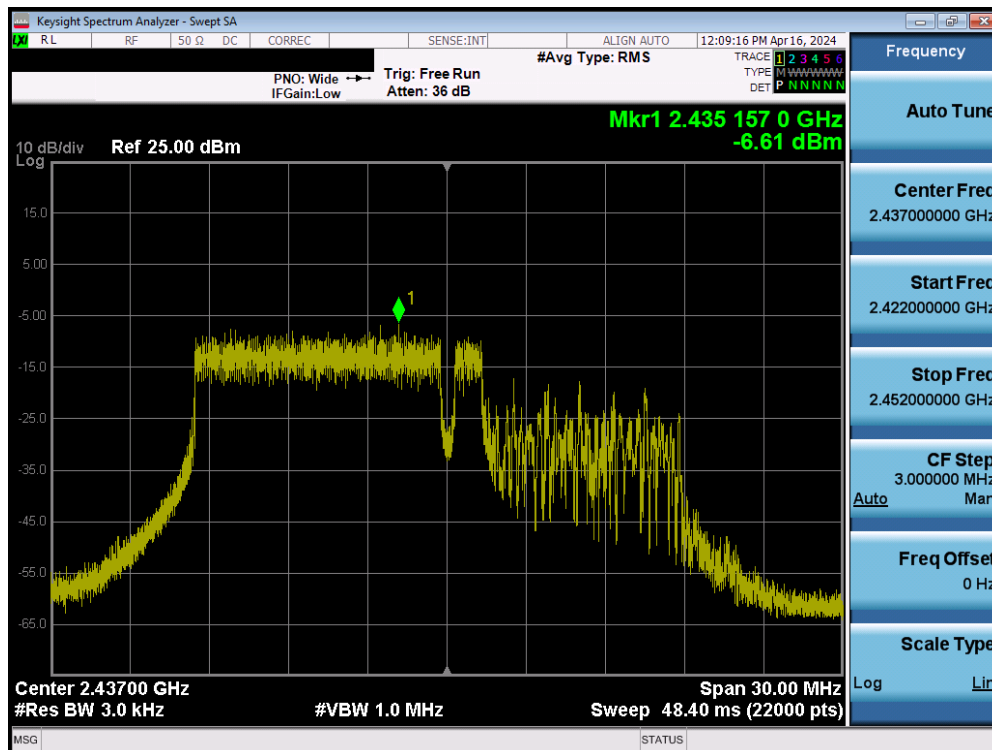 Keysight Spectrum Analyzer - Swept SA
LXI RL RF 50 Ω DC CORREC SENSE:INT ALIGN AUTO 12:09:16 PM Apr 16, 2024
PNO: Wide
IFGain:Low
Trig: Free Run
Atten: 36 dB
#Avg Type: RMS
TRACE 1 2 3 4 5 6
TYPE M W W W W W
DET P N N N N N
Mkr1 2.435 157 0 GHz
-6.61 dBm
10 dB/div
Log
Ref 25.00 dBm
15.0
5.00
-5.00
-15.0
-25.0
-35.0
-45.0
-55.0
-65.0
1
Center 2.43700 GHz
Span 30.00 MHz
#Res BW 3.0 kHz
#VBW 1.0 MHz
Sweep 48.40 ms (22000 pts)
MSG
STATUS
Frequency
Auto Tune
Center Freq
2.437000000 GHz
Start Freq
2.422000000 GHz
Stop Freq
2.452000000 GHz
CF Step
3.000000 MHz
Auto Man
Freq Offset
0 Hz
Scale Type
Log Lin